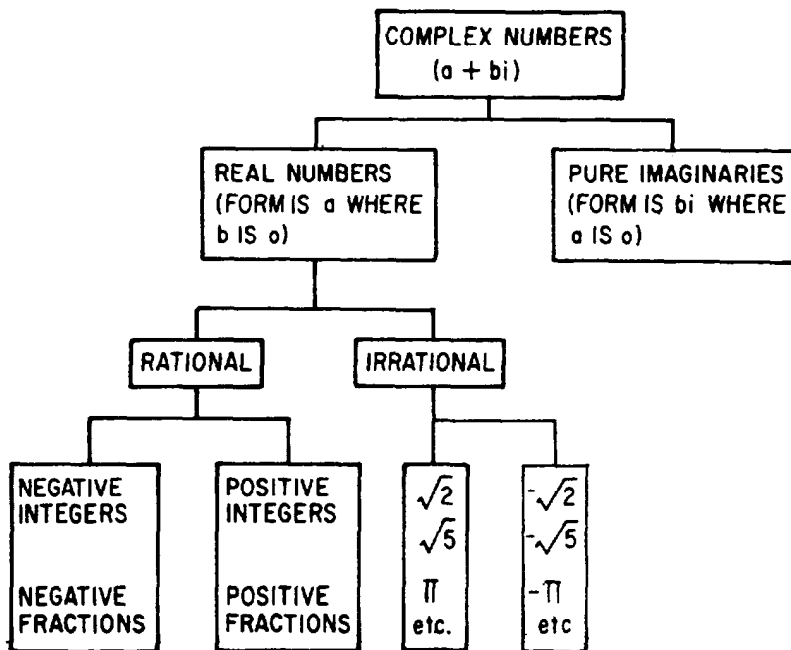 COMPLEX NUMBERS
(a + bi)
REAL NUMBERS
(FORM IS a WHERE
b IS o)
PURE IMAGINARIES
(FORM IS bi WHERE
a IS o)
RATIONAL
IRRATIONAL
NEGATIVE
INTEGERS
NEGATIVE
FRACTIONS
POSITIVE
INTEGERS
POSITIVE
FRACTIONS
√2
√5
π
etc.
-√2
-√5
-π
etc